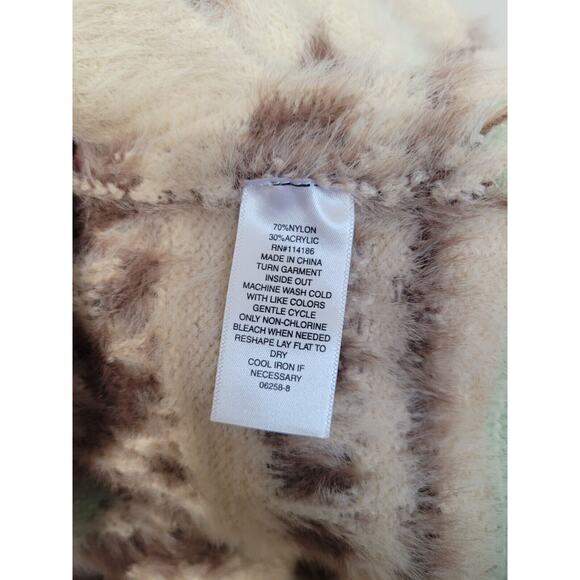 70%NYLON
30%ACRYLIC
RN#114186
MADE IN CHINA
TURN GARMENT
INSIDE OUT
MACHINE WASH COLD
WITH LIKE COLORS
GENTLE CYCLE
ONLY NON-CHLORINE
BLEACH WHEN NEEDED
RESHAPE LAY FLAT TO
DRY
COOL IRON IF
NECESSARY
06258-8